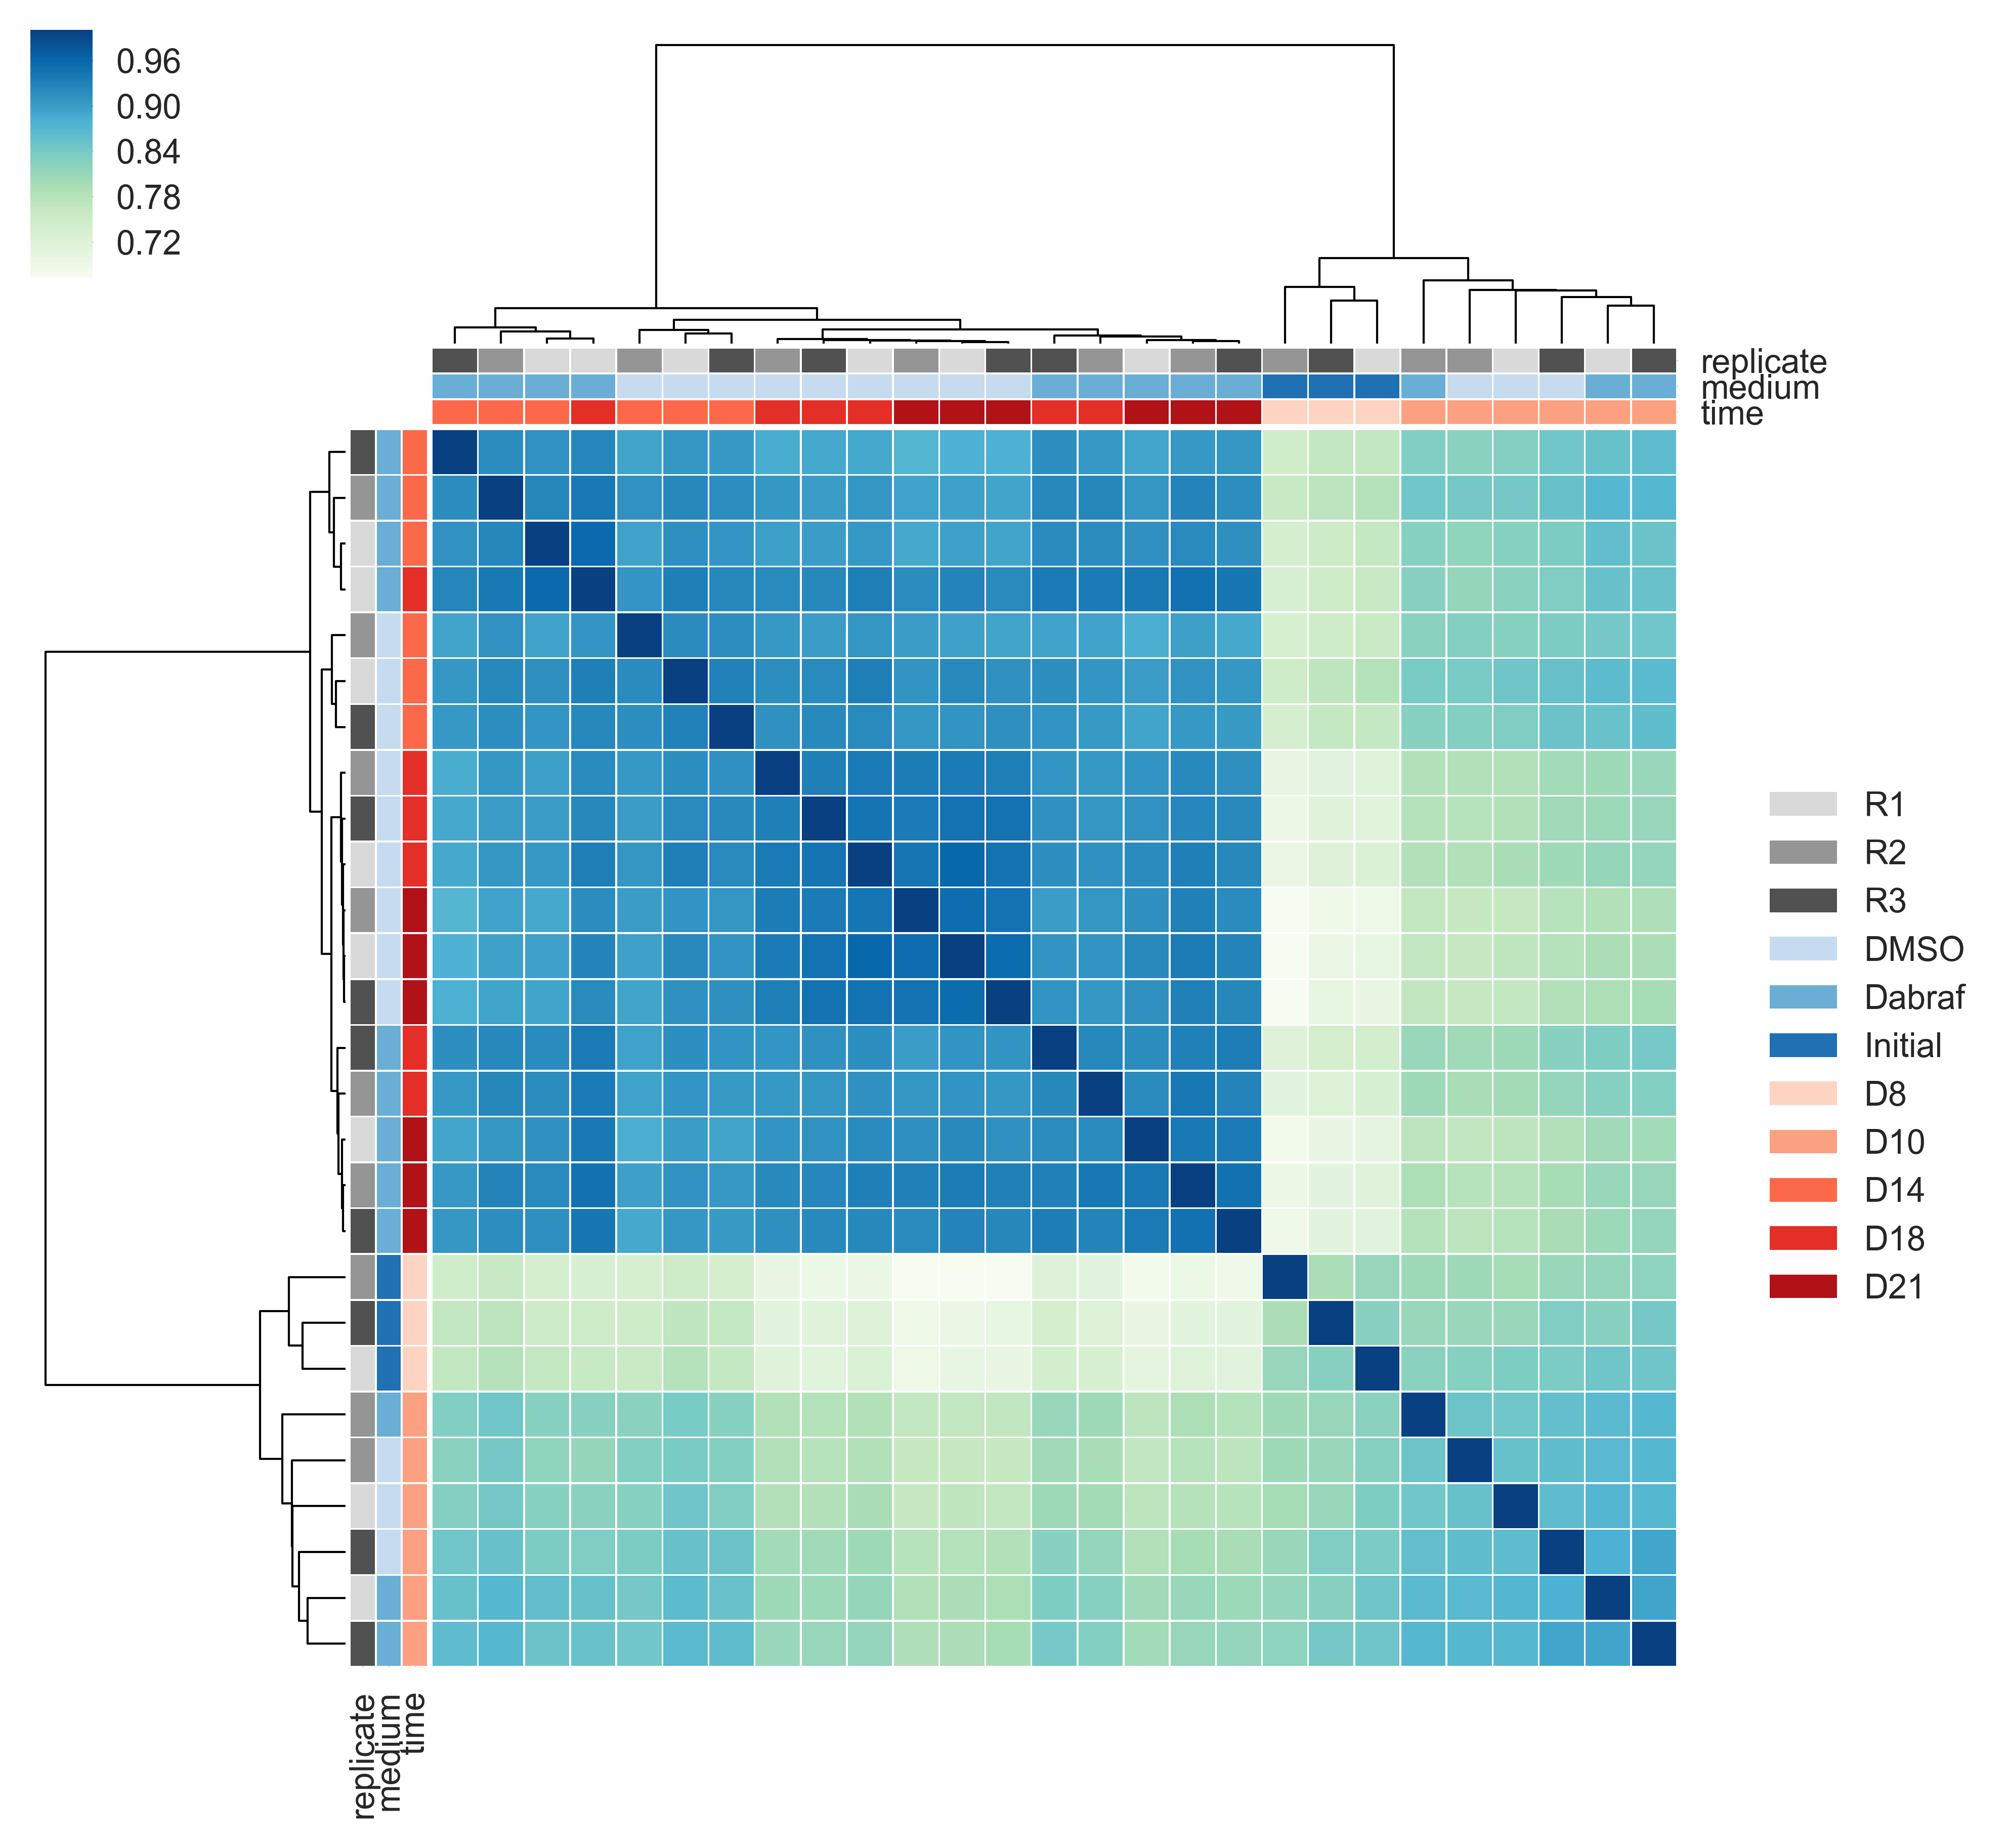 0.96
0.90
0.84
0.78
0.72
replicate
medium
time
R1
R2
R3
DMSO
Dabraf
Initial
D8
D10
D14
D18
D21
replicate
medium
time